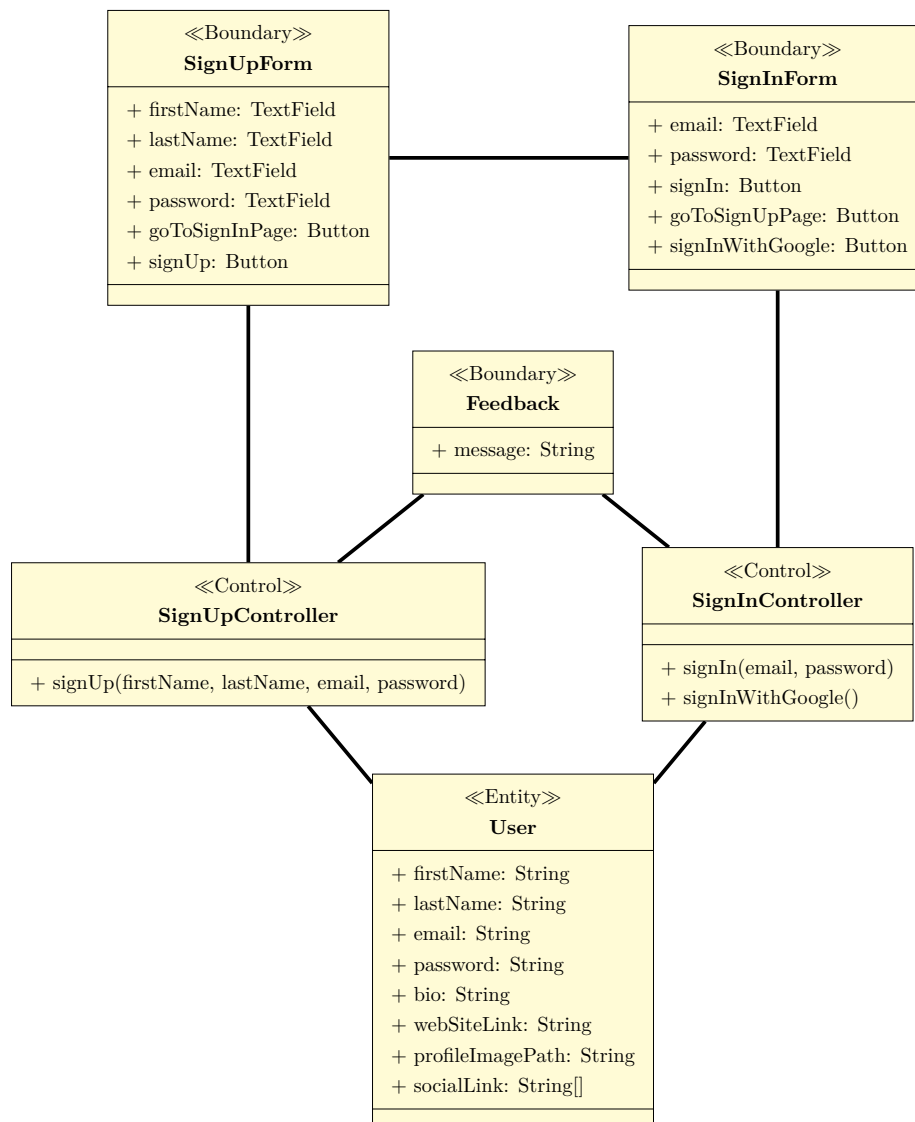 ≪Boundary≫
SignUpForm
+ firstName: TextField
+ lastName: TextField
+ email: TextField
+ password: TextField
+ goToSignInPage: Button
+ signUp: Button
≪Boundary≫
SignInForm
+ email: TextField
+ password: TextField
+ signIn: Button
+ goToSignUpPage: Button
+ signInWithGoogle: Button
≪Boundary≫
Feedback
+ message: String
≪Control≫
SignUpController
+ signUp(firstName, lastName, email, password)
≪Control≫
SignInController
+ signIn(email, password)
+ signInWithGoogle()
≪Entity≫
User
+ firstName: String
+ lastName: String
+ email: String
+ password: String
+ bio: String
+ webSiteLink: String
+ profileImagePath: String
+ socialLink: String[]